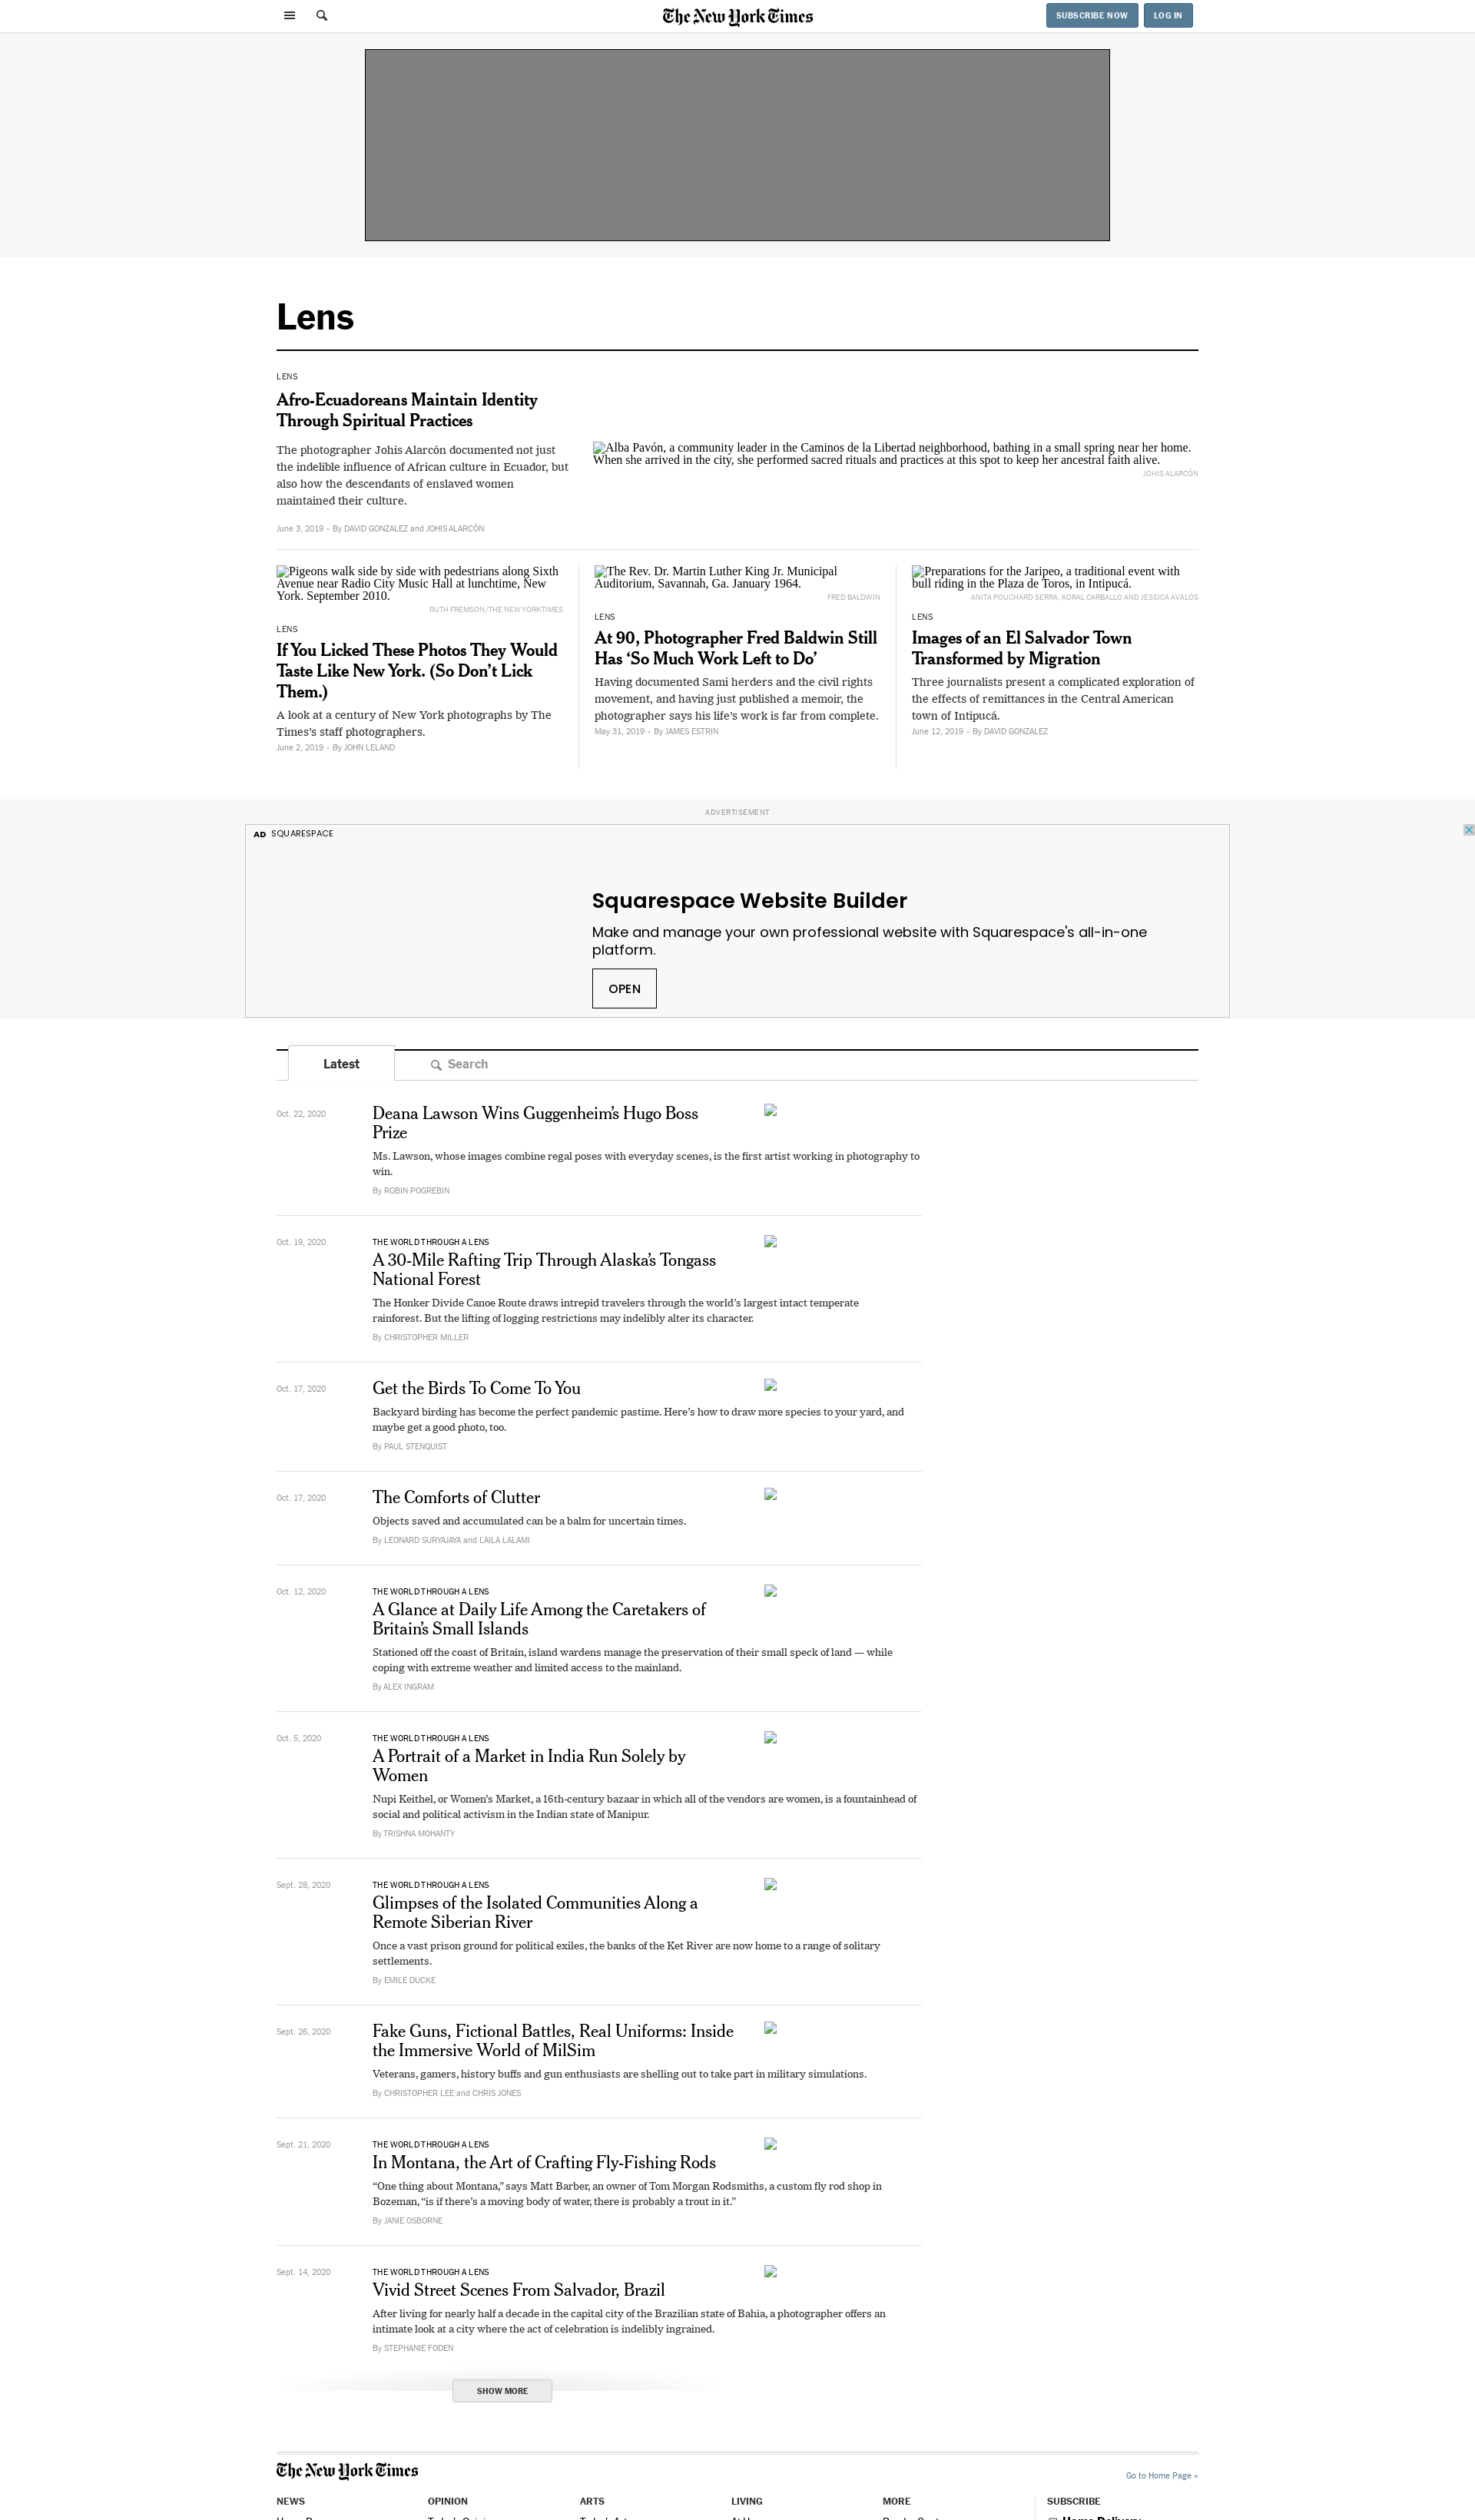 The New York Times
SUBSCRIBE NOW
LOG IN
Lens
LENS
Afro-Ecuadoreans Maintain Identity
Through Spiritual Practices
The photographer Johis Alarcón documented not just
the indelible influence of African culture in Ecuador, but
also how the descendants of enslaved women
maintained their culture.
June 3, 2019 • By DAVID GONZALEZ and JOHIS ALARCÓN
Alba Pavón, a community leader in the Caminos de la Libertad neighborhood, bathing in a small spring near her home.
When she arrived in the city, she performed sacred rituals and practices at this spot to keep her ancestral faith alive.
JOHIS ALARCÓN
Pigeons walk side by side with pedestrians along Sixth
Avenue near Radio City Music Hall at lunchtime, New
York. September 2010.
RUTH FREMSON/THE NEW YORK TIMES
LENS
If You Licked These Photos They Would
Taste Like New York. (So Don’t Lick
Them.)
A look at a century of New York photographs by The
Times’s staff photographers.
June 2, 2019 • By JOHN LELAND
The Rev. Dr. Martin Luther King Jr. Municipal
Auditorium, Savannah, Ga. January 1964.
FRED BALDWIN
LENS
At 90, Photographer Fred Baldwin Still
Has ‘So Much Work Left to Do’
Having documented Sami herders and the civil rights
movement, and having just published a memoir, the
photographer says his life’s work is far from complete.
May 31, 2019 • By JAMES ESTRIN
Preparations for the Jaripeo, a traditional event with
bull riding in the Plaza de Toros, in Intipucá.
ANITA POUCHARD SERRA, KORAL CARBALLO AND JESSICA AVALOS
LENS
Images of an El Salvador Town
Transformed by Migration
Three journalists present a complicated exploration of
the effects of remittances in the Central American
town of Intipucá.
June 12, 2019 • By DAVID GONZALEZ
ADVERTISEMENT
AD SQUARESPACE
Squarespace Website Builder
Make and manage your own professional website with Squarespace's all-in-one
platform.
OPEN
Latest
Search
Oct. 22, 2020
Deana Lawson Wins Guggenheim’s Hugo Boss
Prize
Ms. Lawson, whose images combine regal poses with everyday scenes, is the first artist working in photography to
win.
By ROBIN POGREBIN
Oct. 19, 2020
THE WORLD THROUGH A LENS
A 30-Mile Rafting Trip Through Alaska’s Tongass
National Forest
The Honker Divide Canoe Route draws intrepid travelers through the world’s largest intact temperate
rainforest. But the lifting of logging restrictions may indelibly alter its character.
By CHRISTOPHER MILLER
Oct. 17, 2020
Get the Birds To Come To You
Backyard birding has become the perfect pandemic pastime. Here’s how to draw more species to your yard, and
maybe get a good photo, too.
By PAUL STENQUIST
Oct. 17, 2020
The Comforts of Clutter
Objects saved and accumulated can be a balm for uncertain times.
By LEONARD SURYAJAYA and LAILA LALAMI
Oct. 12, 2020
THE WORLD THROUGH A LENS
A Glance at Daily Life Among the Caretakers of
Britain’s Small Islands
Stationed off the coast of Britain, island wardens manage the preservation of their small speck of land — while
coping with extreme weather and limited access to the mainland.
By ALEX INGRAM
Oct. 5, 2020
THE WORLD THROUGH A LENS
A Portrait of a Market in India Run Solely by
Women
Nupi Keithel, or Women’s Market, a 16th-century bazaar in which all of the vendors are women, is a fountainhead of
social and political activism in the Indian state of Manipur.
By TRISHNA MOHANTY
Sept. 28, 2020
THE WORLD THROUGH A LENS
Glimpses of the Isolated Communities Along a
Remote Siberian River
Once a vast prison ground for political exiles, the banks of the Ket River are now home to a range of solitary
settlements.
By EMILE DUCKE
Sept. 26, 2020
Fake Guns, Fictional Battles, Real Uniforms: Inside
the Immersive World of MilSim
Veterans, gamers, history buffs and gun enthusiasts are shelling out to take part in military simulations.
By CHRISTOPHER LEE and CHRIS JONES
Sept. 21, 2020
THE WORLD THROUGH A LENS
In Montana, the Art of Crafting Fly-Fishing Rods
“One thing about Montana,” says Matt Barber, an owner of Tom Morgan Rodsmiths, a custom fly rod shop in
Bozeman, “is if there’s a moving body of water, there is probably a trout in it.”
By JANIE OSBORNE
Sept. 14, 2020
THE WORLD THROUGH A LENS
Vivid Street Scenes From Salvador, Brazil
After living for nearly half a decade in the capital city of the Brazilian state of Bahia, a photographer offers an
intimate look at a city where the act of celebration is indelibly ingrained.
By STEPHANIE FODEN
SHOW MORE
The New York Times
Go to Home Page »
NEWS
OPINION
ARTS
LIVING
MORE
SUBSCRIBE